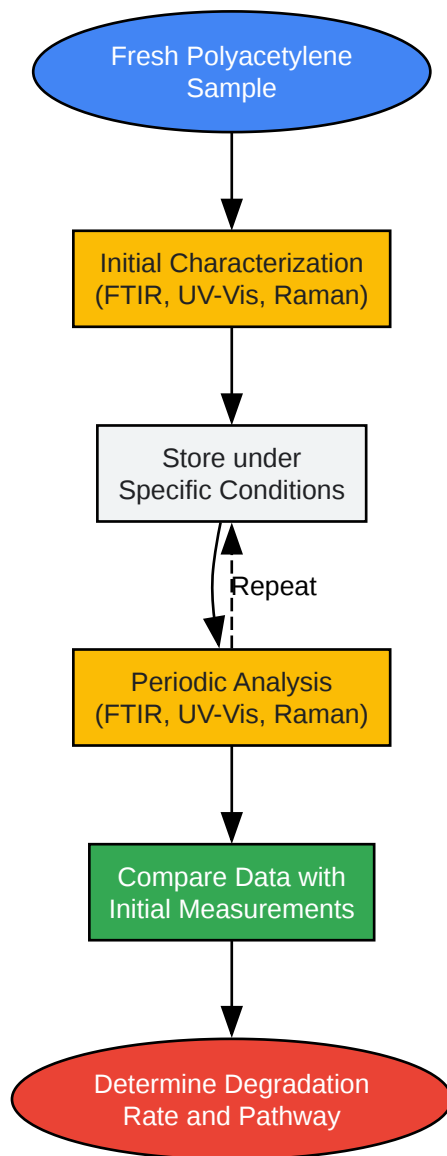 Fresh Polyacetylene
Sample
Initial Characterization
(FTIR, UV-Vis, Raman)
Store under
Specific Conditions
Repeat
Periodic Analysis
(FTIR, UV-Vis, Raman)
Compare Data with
Initial Measurements
Determine Degradation
Rate and Pathway